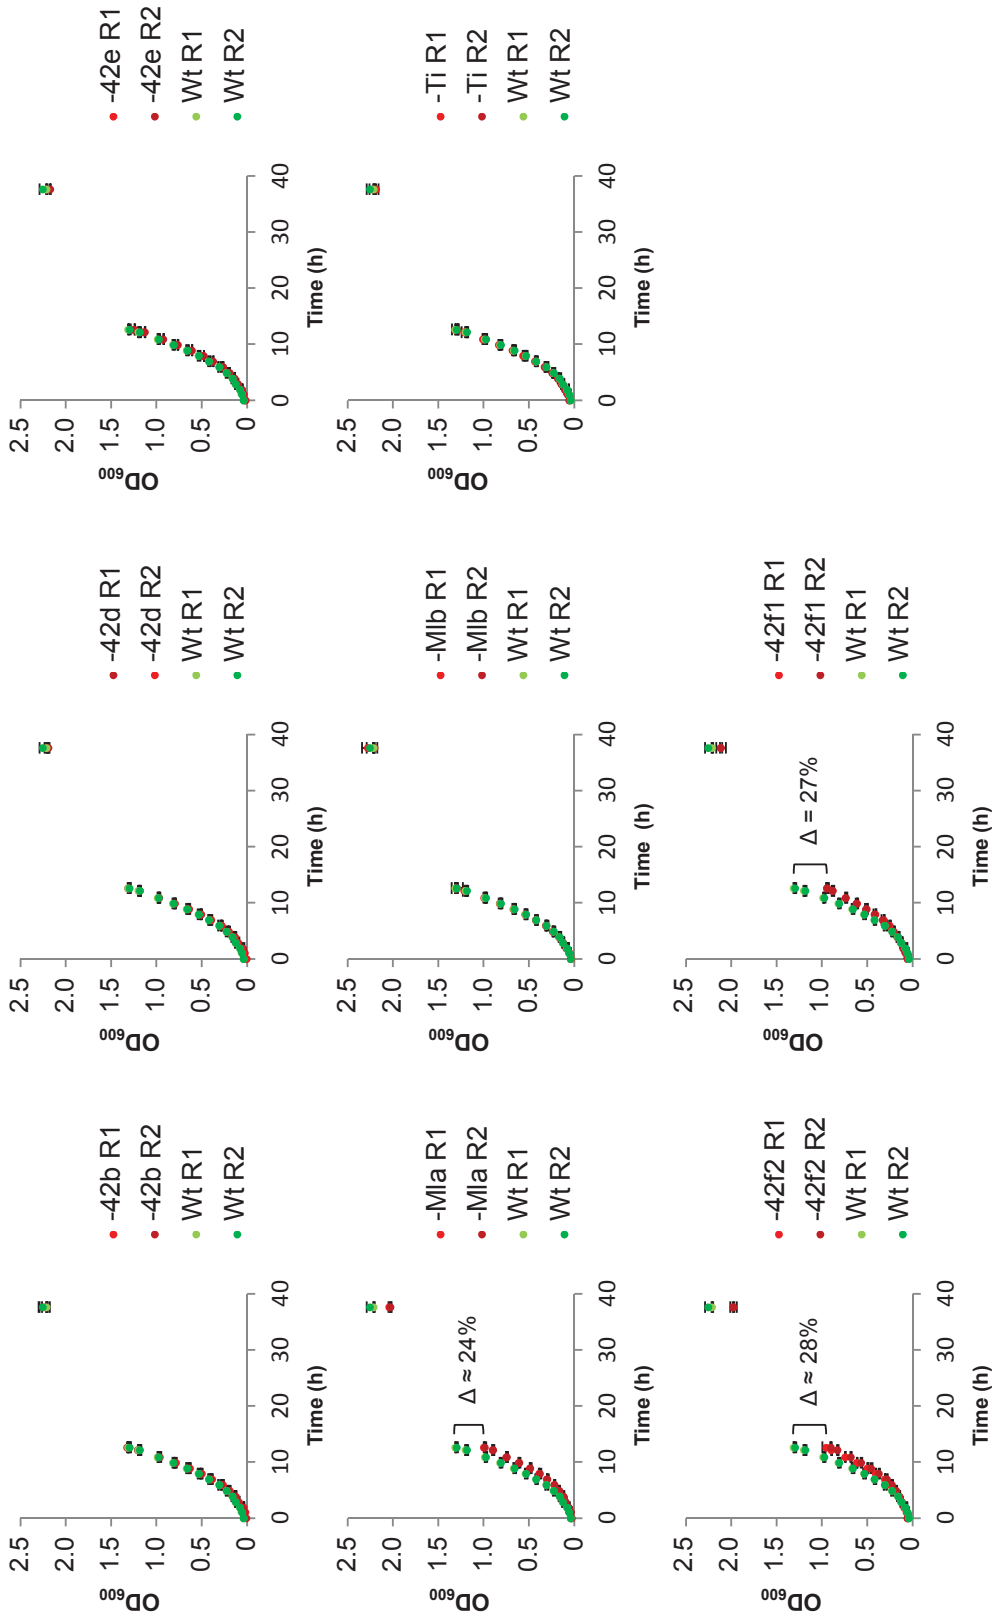 2.5
2.0
1.5
1.0
0.5
0
OD600
0 10 20 30 40
Time (h)
-42b R1
-42b R2
Wt R1
Wt R2
2.5
2.0
1.5
1.0
0.5
0
OD600
0 10 20 30 40
Time (h)
-42d R1
-42d R2
Wt R1
Wt R2
2.5
2.0
1.5
1.0
0.5
0
OD600
0 10 20 30 40
Time (h)
-42e R1
-42e R2
Wt R1
Wt R2
2.5
2.0
1.5
1.0
0.5
0
OD600
Δ ≈ 24%
0 10 20 30 40
Time (h)
-Mla R1
-Mla R2
Wt R1
Wt R2
2.5
2.0
1.5
1.0
0.5
0
OD600
0 10 20 30 40
Time (h)
-Mlb R1
-Mlb R2
Wt R1
Wt R2
2.5
2.0
1.5
1.0
0.5
0
OD600
0 10 20 30 40
Time (h)
-Ti R1
-Ti R2
Wt R1
Wt R2
2.5
2.0
1.5
1.0
0.5
0
OD600
Δ ≈ 28%
0 10 20 30 40
Time (h)
-42f2 R1
-42f2 R2
Wt R1
Wt R2
2.5
2.0
1.5
1.0
0.5
0
OD600
Δ = 27%
0 10 20 30 40
Time (h)
-42f1 R1
-42f1 R2
Wt R1
Wt R2